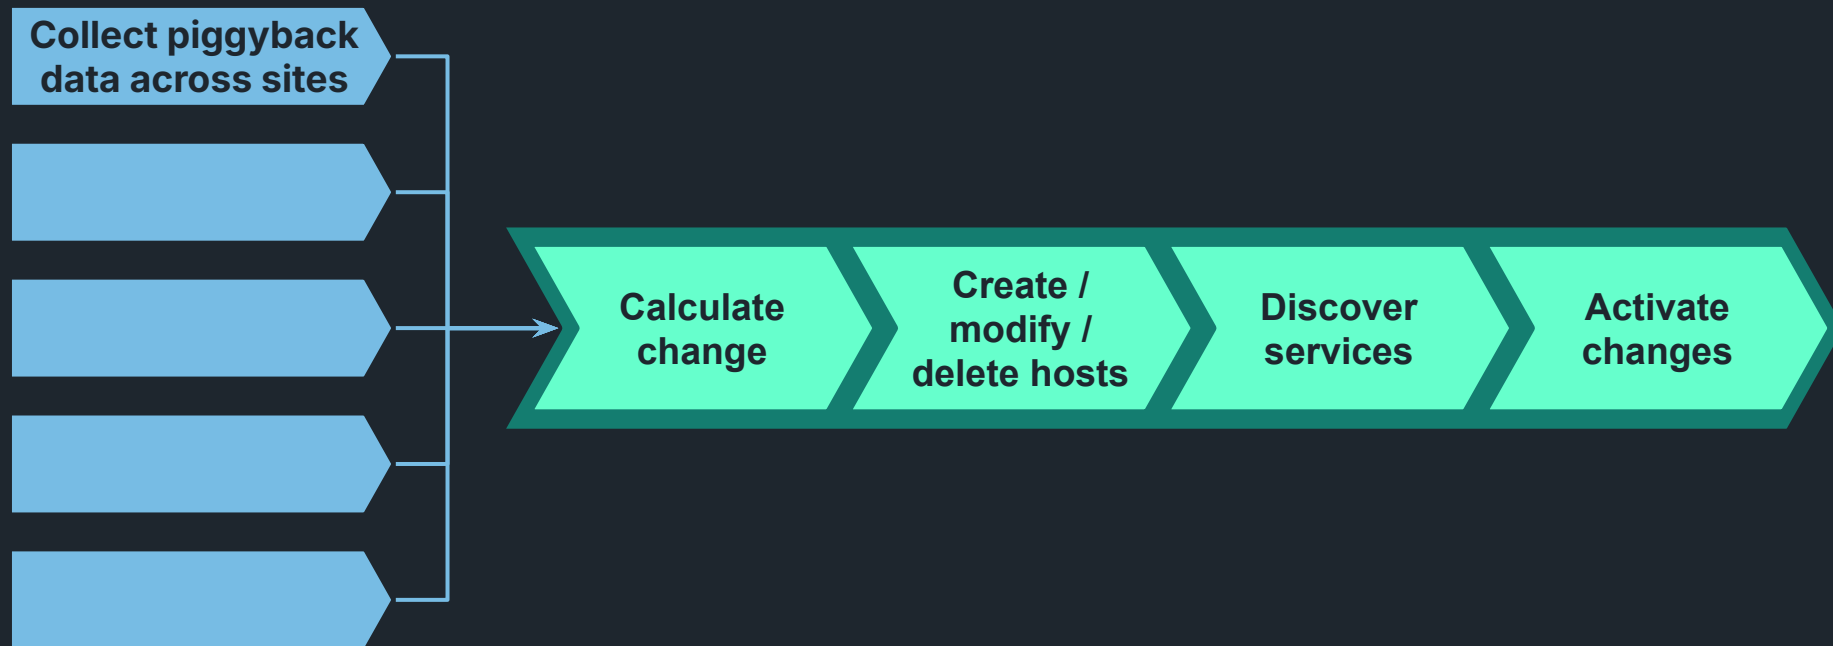 Collect piggyback
data across sites
Calculate
change
Create /
modify /
delete hosts
Discover
services
Activate
changes